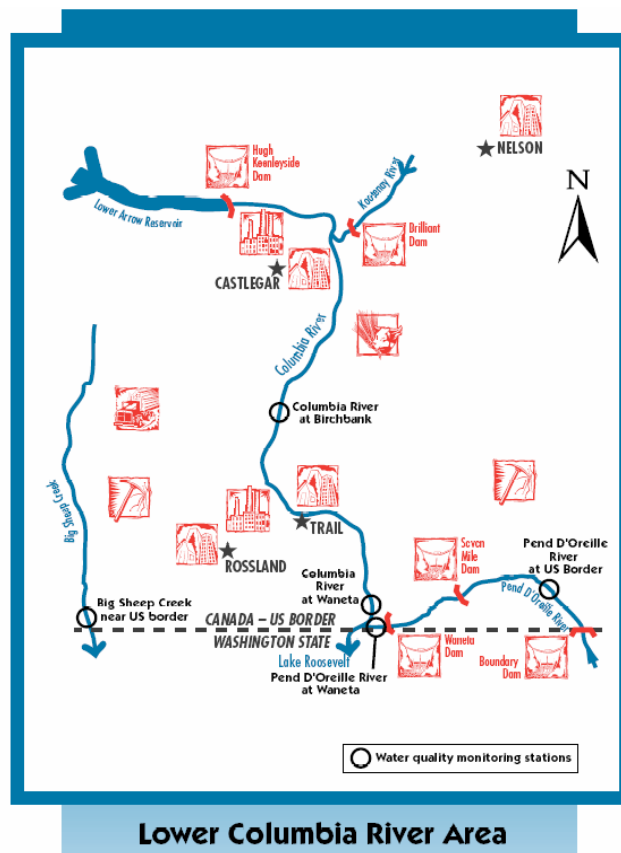 NELSON
Hugh
Keenleyside
Dam
Kootenay River
N
Lower Arrow Reservoir
Brilliant
Dam
CASTLEGAR
Columbia River
Columbia River
at Birchbank
Big Sheep Creek
TRAIL
ROSSLAND
Sevan
Mile
Dam
Pend D'Oreille
River
at US Border
Columbia
River
at Waneta
Pend D'Oreille River
Big Sheep Creek
near US border
CANADA – US BORDER
WASHINGTON STATE
Lake Roosevelt
Waneta
Dam
Boundary
Dam
Pend D'Oreille River
at Waneta
Water quality monitoring stations
Lower Columbia River Area